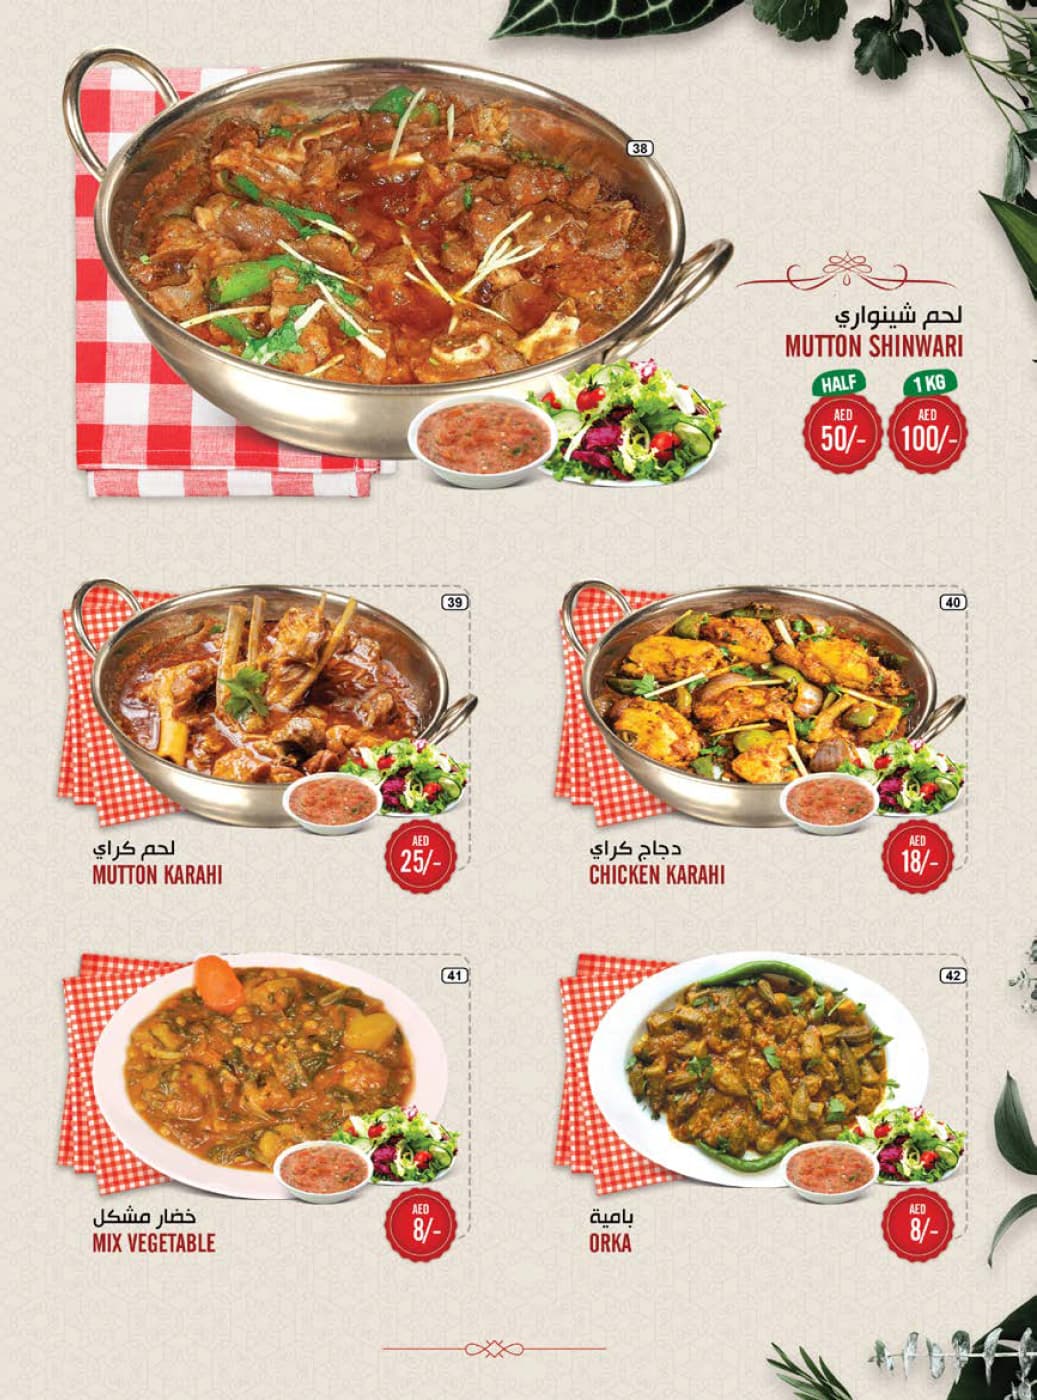 38
لحم شينواري
MUTTON SHINWARI
HALF 1 KG
AED AED
50/- 100/-
39
لحم كراي
MUTTON KARAHI
AED
25/-
40
دجاج كراي
CHICKEN KARAHI
AED
18/-
41
خضار مشكل
MIX VEGETABLE
AED
8/-
42
بامية
ORKA
AED
8/-